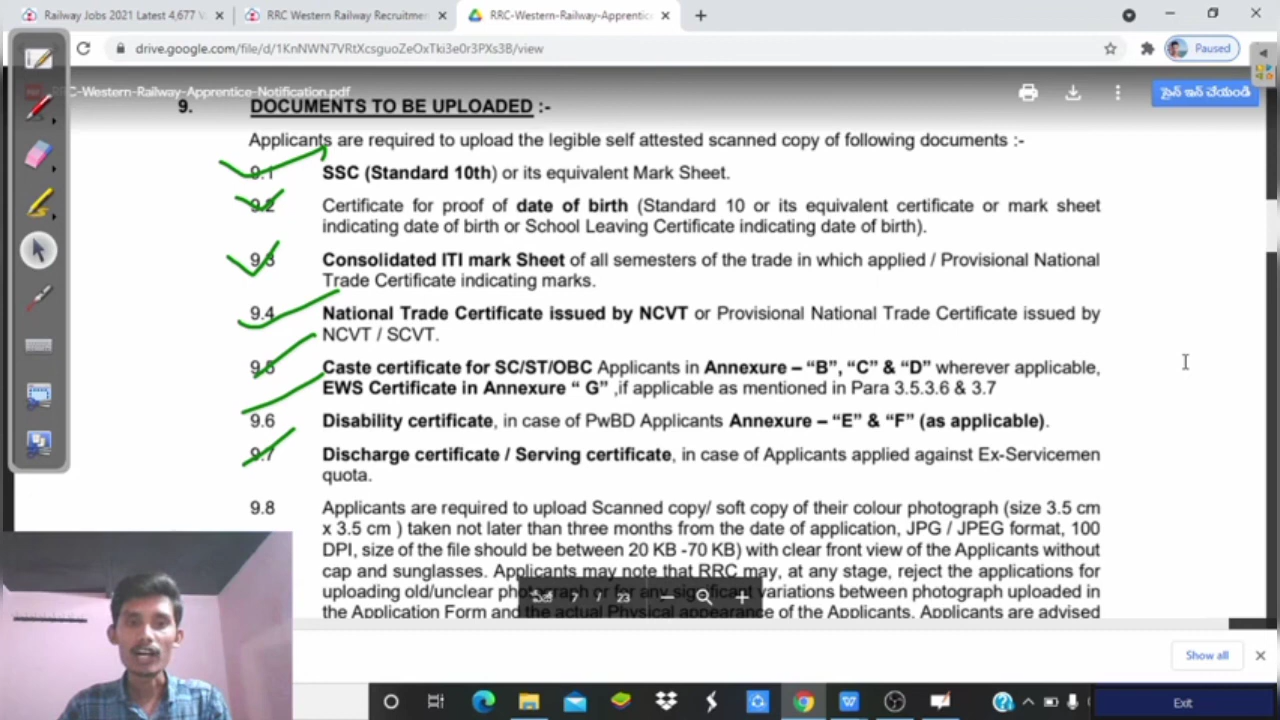 Railway Jobs 2021 Latest 4,677 V
RRC Western Railway Recruitmen
RRC-Western-Railway-Apprentice
drive.google.com/file/d/1KnNWN7VRtXcsguoZeOxTki3e0r3PXs3B/view
Paused
RRC-Western-Railway-Apprentice-Notification.pdf
సైన్ ఇన్ చేయండి
9. DOCUMENTS TO BE UPLOADED :-
Applicants are required to upload the legible self attested scanned copy of following documents :-
9.1 SSC (Standard 10th) or its equivalent Mark Sheet.
9.2 Certificate for proof of date of birth (Standard 10 or its equivalent certificate or mark sheet
indicating date of birth or School Leaving Certificate indicating date of birth).
9.3 Consolidated ITI mark Sheet of all semesters of the trade in which applied / Provisional National
Trade Certificate indicating marks.
9.4 National Trade Certificate issued by NCVT or Provisional National Trade Certificate issued by
NCVT / SCVT.
9.5 Caste certificate for SC/ST/OBC Applicants in Annexure – “B”, “C” & “D” wherever applicable,
EWS Certificate in Annexure “ G” ,if applicable as mentioned in Para 3.5.3.6 & 3.7
9.6 Disability certificate, in case of PwBD Applicants Annexure – “E” & “F” (as applicable).
9.7 Discharge certificate / Serving certificate, in case of Applicants applied against Ex-Servicemen
quota.
9.8 Applicants are required to upload Scanned copy/ soft copy of their colour photograph (size 3.5 cm
x 3.5 cm ) taken not later than three months from the date of application, JPG / JPEG format, 100
DPI, size of the file should be between 20 KB -70 KB) with clear front view of the Applicants without
cap and sunglasses. Applicants may note that RRC may, at any stage, reject the applications for
uploading old/unclear photograph or for any significant variations between photograph uploaded in
the Application Form and the actual Physical appearance of the Applicants. Applicants are advised
7 / 23
Show all
Exit